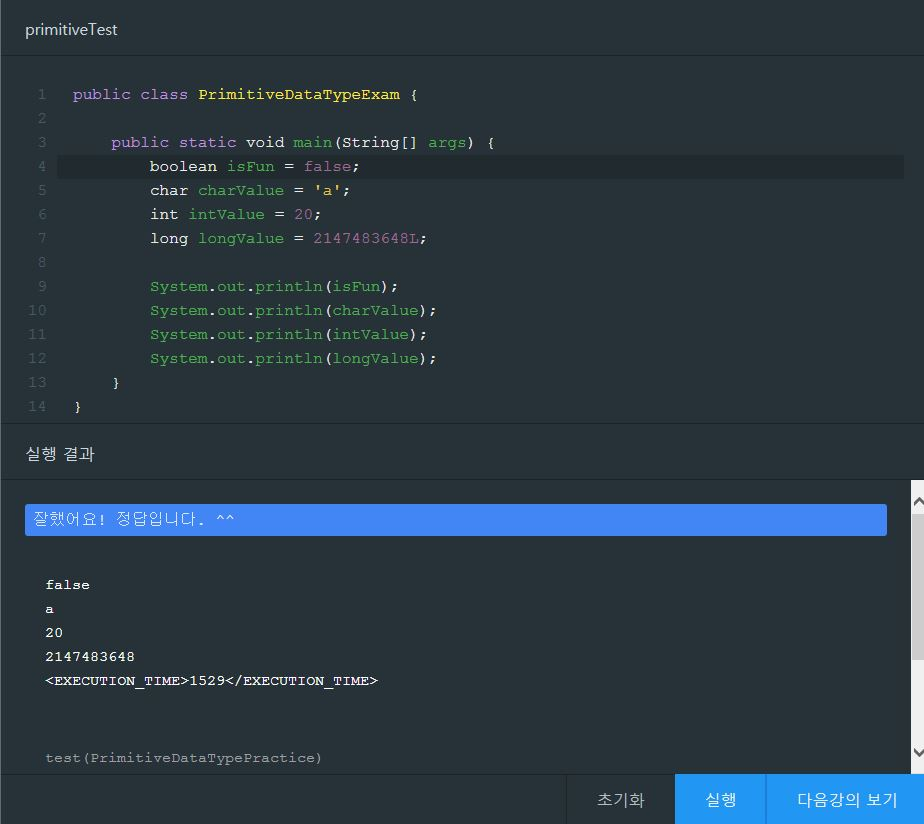 primitiveTest
1 public class PrimitiveDataTypeExam {
2
3 public static void main(String[] args) {
4 boolean isFun = false;
5 char charValue = 'a';
6 int intValue = 20;
7 long longValue = 2147483648L;
8
9 System.out.println(isFun);
10 System.out.println(charValue);
11 System.out.println(intValue);
12 System.out.println(longValue);
13 }
14 }
실행 결과
잘했어요! 정답입니다. ^^
false
a
20
2147483648
<EXECUTION_TIME>1529</EXECUTION_TIME>
test(PrimitiveDataTypePractice)
초기화 실행 다음강의 보기